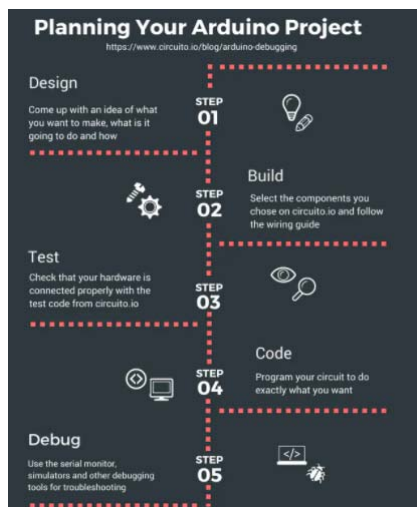 Planning Your Arduino Project
https://www.circuito.io/blog/arduino-debugging
Design
Come up with an idea of what
you want to make, what is it
going to do and how
STEP
01
STEP
02
Build
Select the components you
chose on circuito.io and follow
the wiring guide
Test
Check that your hardware is
connected properly with the
test code from circuito.io
STEP
03
STEP
04
Code
Program your circuit to do
exactly what you want
Debug
Use the serial monitor,
simulators and other debugging
tools for troubleshooting
STEP
05
</>